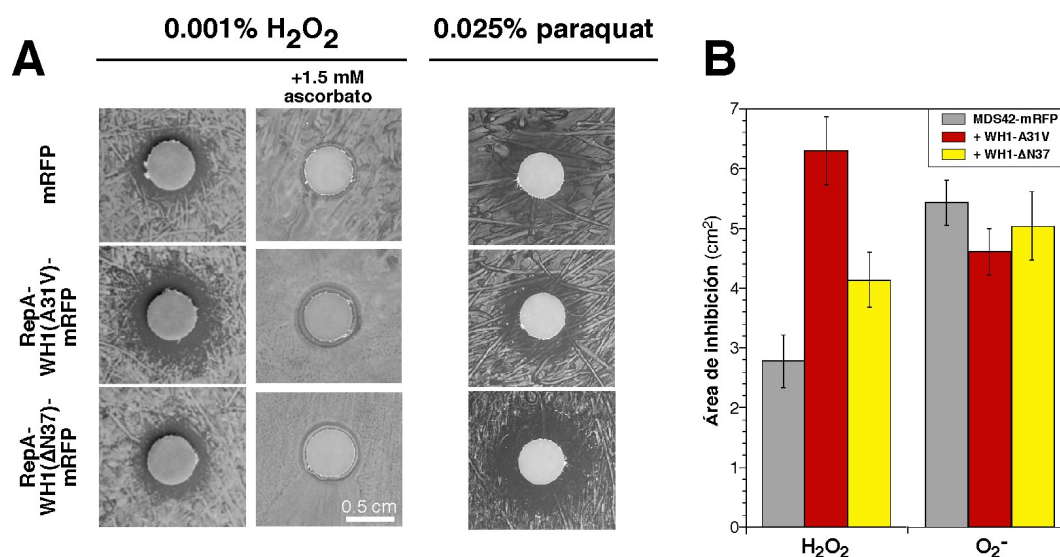 A
0.001% H₂O₂
0.025% paraquat
+1.5 mM
ascorbato
mRFP
RepA-
WH1(A31V)-
mRFP
RepA-
WH1(ΔN37)-
mRFP
0.5 cm
B
Área de inhibición (cm²)
7
6
5
4
3
2
1
0
MDS42-mRFP
+ WH1-A31V
+ WH1-ΔN37
H₂O₂
O₂⁻